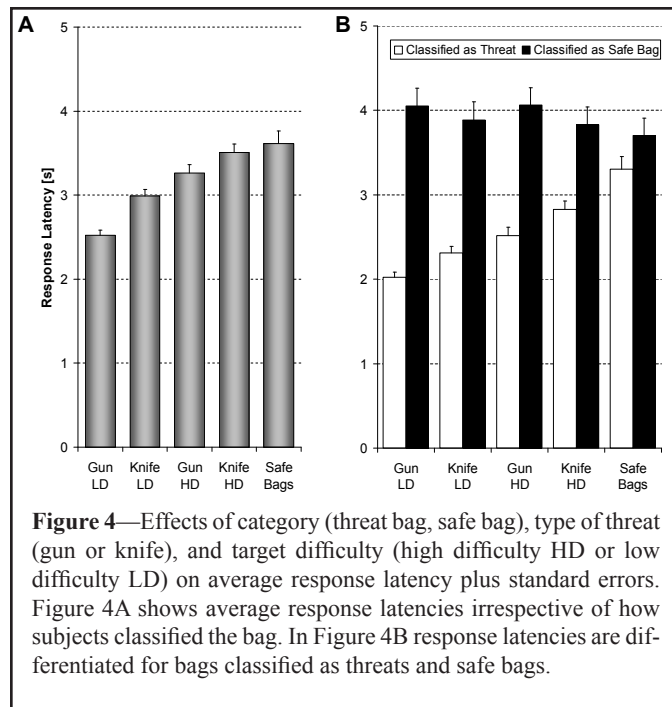 A
B
5
4
3
2
1
0
Response Latency [s]
Gun LD
Knife LD
Gun HD
Knife HD
Safe Bags
5
4
3
2
1
0
Classified as Threat
Classified as Safe Bag
Gun LD
Knife LD
Gun HD
Knife HD
Safe Bags
Figure 4—Effects of category (threat bag, safe bag), type of threat
(gun or knife), and target difficulty (high difficulty HD or low
difficulty LD) on average response latency plus standard errors.
Figure 4A shows average response latencies irrespective of how
subjects classified the bag. In Figure 4B response latencies are dif-
ferentiated for bags classified as threats and safe bags.